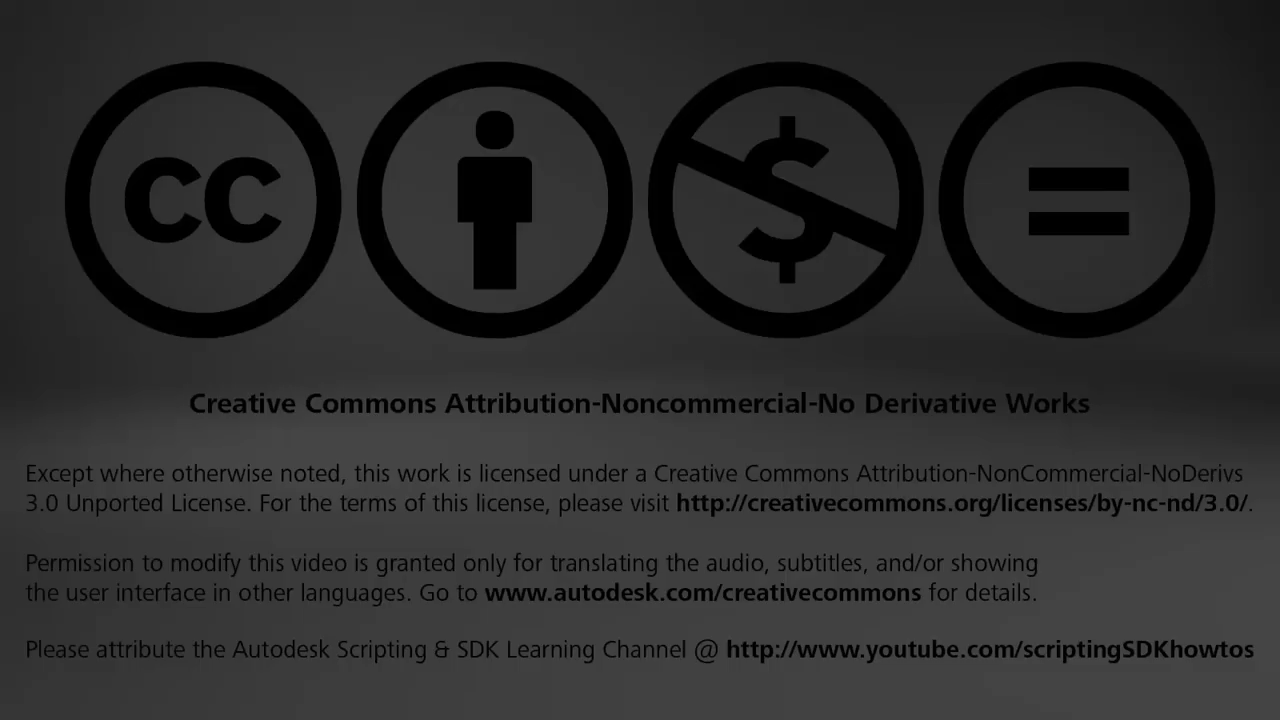 cc
$
=
Creative Commons Attribution-Noncommercial-No Derivative Works
Except where otherwise noted, this work is licensed under a Creative Commons Attribution-NonCommercial-NoDerivs
3.0 Unported License. For the terms of this license, please visit http://creativecommons.org/licenses/by-nc-nd/3.0/.
Permission to modify this video is granted only for translating the audio, subtitles, and/or showing
the user interface in other languages. Go to www.autodesk.com/creativecommons for details.
Please attribute the Autodesk Scripting & SDK Learning Channel @ http://www.youtube.com/scriptingSDKhowtos